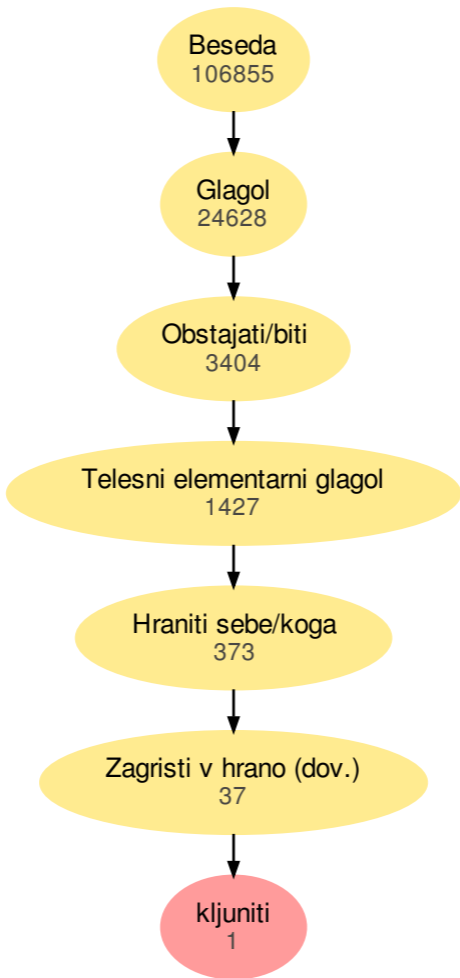 Beseda
106855
Glagol
24628
Obstajati/biti
3404
Telesni elementarni glagol
1427
Hraniti sebe/koga
373
Zagristi v hrano (dov.)
37
kljuniti
1